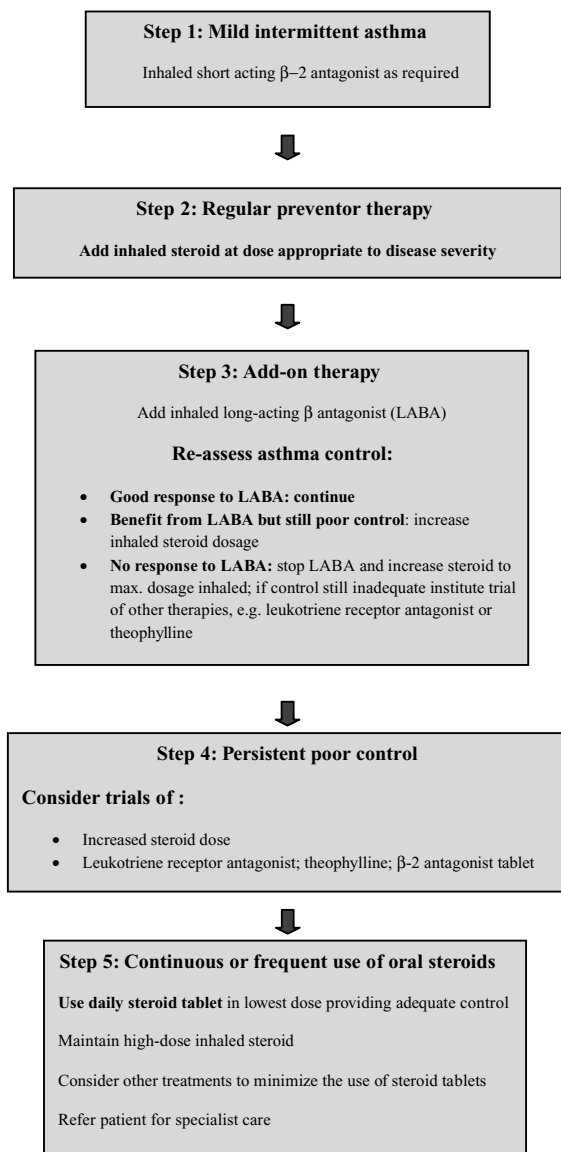 Step 1: Mild intermittent asthma
Inhaled short acting β–2 antagonist as required
Step 2: Regular preventor therapy
Add inhaled steroid at dose appropriate to disease severity
Step 3: Add-on therapy
Add inhaled long-acting β antagonist (LABA)
Re-assess asthma control:
• Good response to LABA: continue
• Benefit from LABA but still poor control: increase
inhaled steroid dosage
• No response to LABA: stop LABA and increase steroid to
max. dosage inhaled; if control still inadequate institute trial
of other therapies, e.g. leukotriene receptor antagonist or
theophylline
Step 4: Persistent poor control
Consider trials of :
• Increased steroid dose
• Leukotriene receptor antagonist; theophylline; β-2 antagonist tablet
Step 5: Continuous or frequent use of oral steroids
Use daily steroid tablet in lowest dose providing adequate control
Maintain high-dose inhaled steroid
Consider other treatments to minimize the use of steroid tablets
Refer patient for specialist care